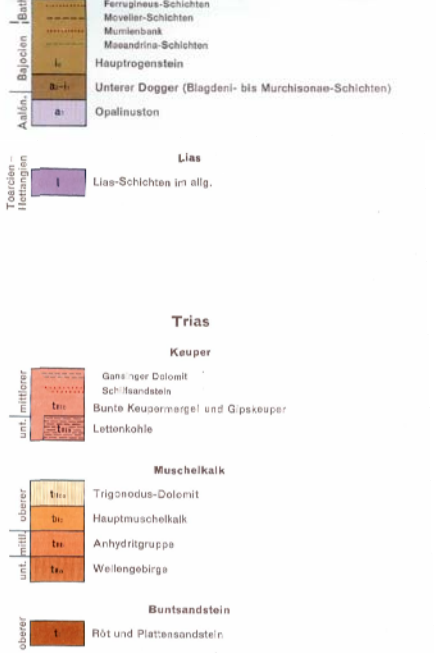 Ferrugineus-Schichten
Movelier-Schichten
Mumienbank
Maeandrina-Schichten
Hauptrogenstein
Unterer Dogger (Blagdeni- bis Murchisonae-Schichten)
Opalinuston
Bath.
Bajocien
Aalén.
Lias
l
Lias-Schichten im allg.
Toarcien-
Hettangien
Trias
Keuper
Gansinger Dolomit
Schilfsandstein
Bunte Keupermergel und Gipskeuper
Lettenkohle
unt. mittlerer
Muschelkalk
Trigonodus-Dolomit
Hauptmuschelkalk
Anhydritgruppe
Wellengebirge
unt. mittl. oberer
Buntsandstein
Röt und Plattensandstein
oberer